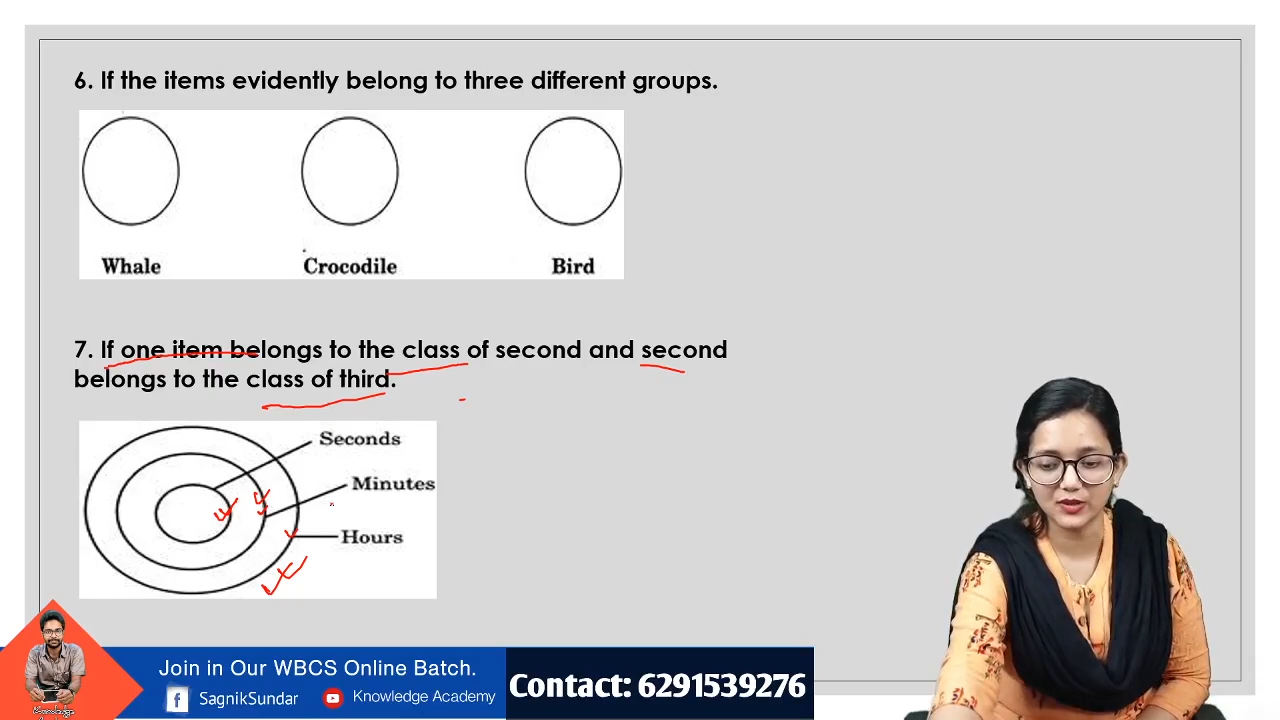 6. If the items evidently belong to three different groups.
Whale
Crocodile
Bird
7. If one item belongs to the class of second and second
belongs to the class of third.
Seconds
Minutes
Hours
Join in Our WBCS Online Batch.
SagnikSundar
Knowledge Academy
Contact: 6291539276